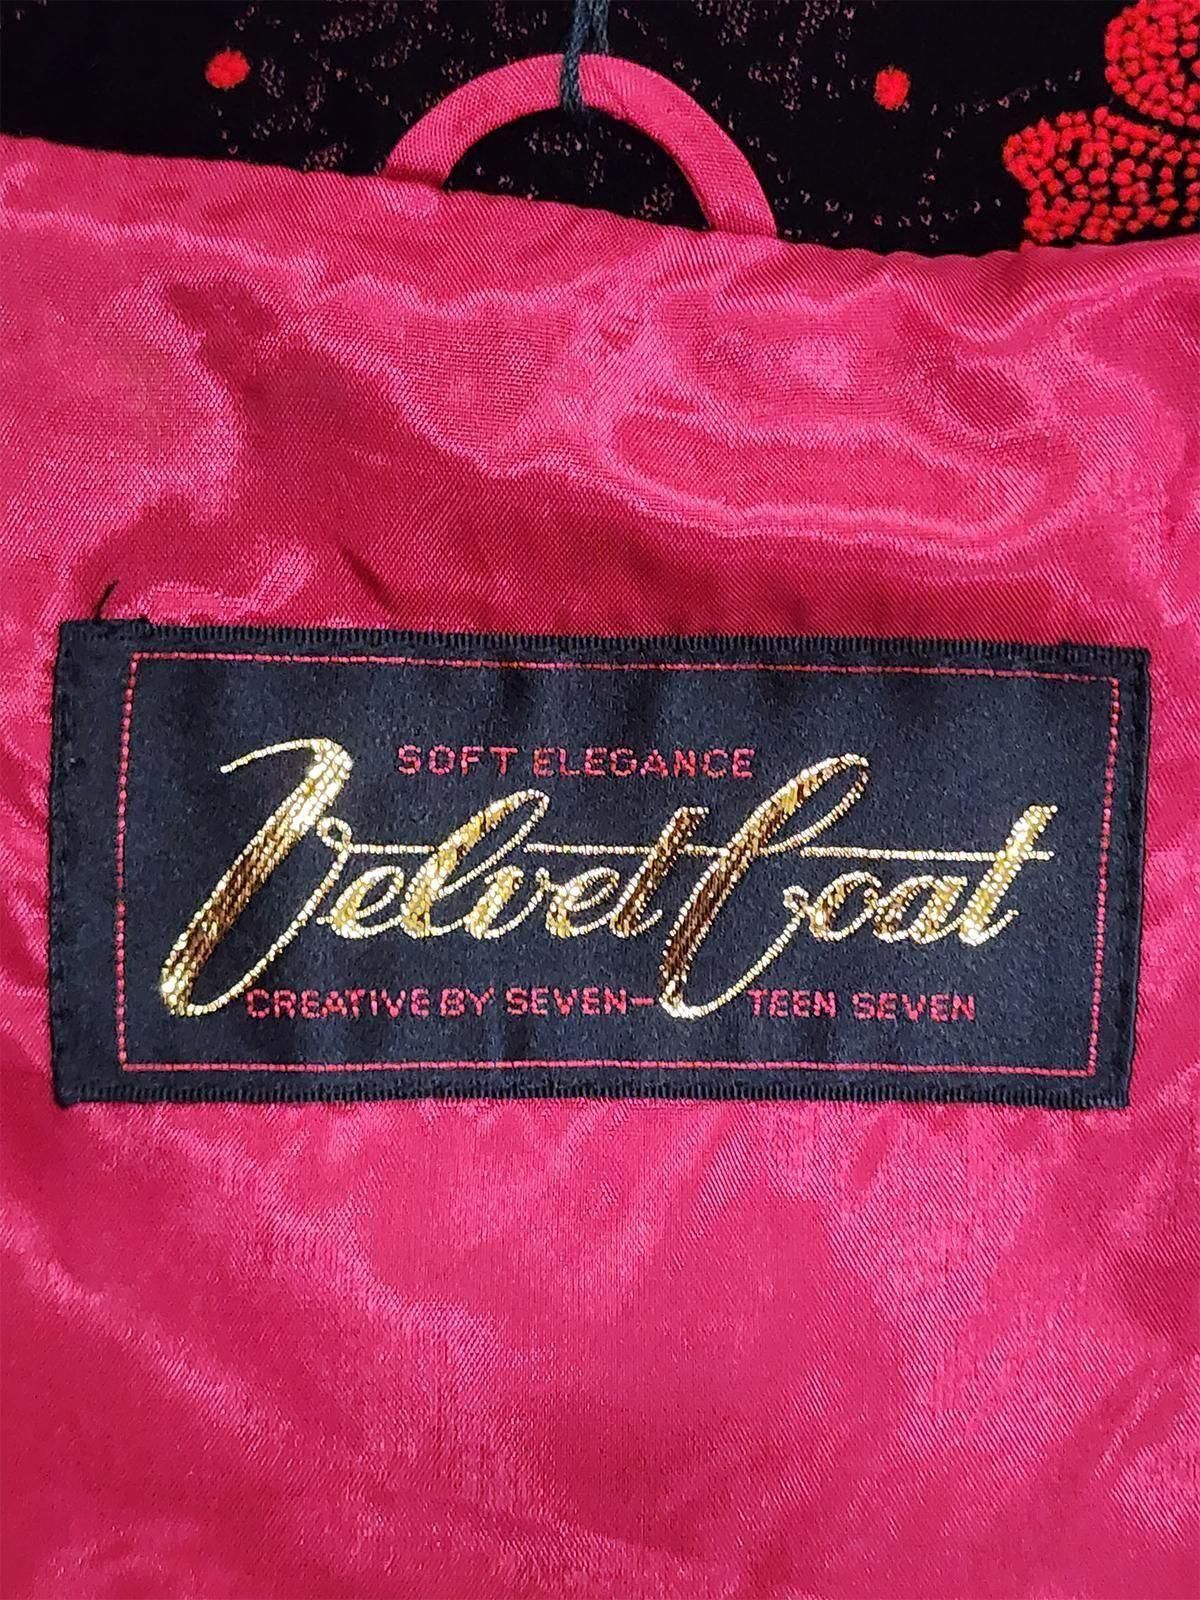 SOFT ELEGANCE
Velvet Coat
CREATIVE BY SEVEN-TEEN SEVEN